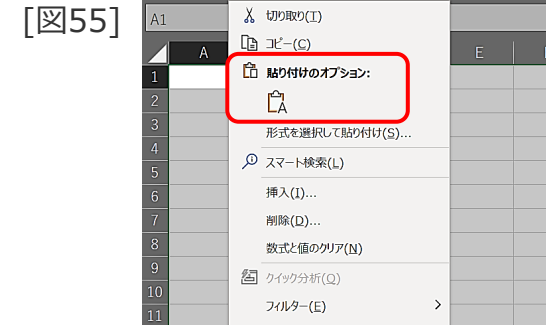 [図55]
A1
切り取り(T)
コピー(C)
A
E
貼り付けのオプション:
1
A
2
3
形式を選択して貼り付け(S)...
4
スマート検索(L)
5
挿入(I)...
6
削除(D)...
7
数式と値のクリア(N)
8
クイック分析(Q)
9
フィルター(E)
10
11